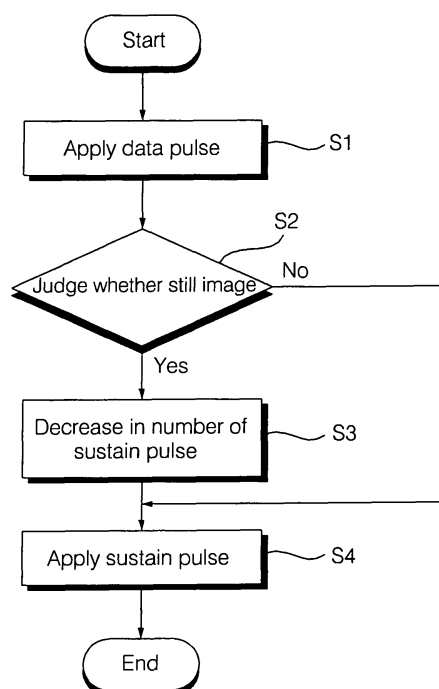 Start
Apply data pulse
S1
S2
Judge whether still image
No
Yes
Decrease in number of
sustain pulse
S3
Apply sustain pulse
S4
End